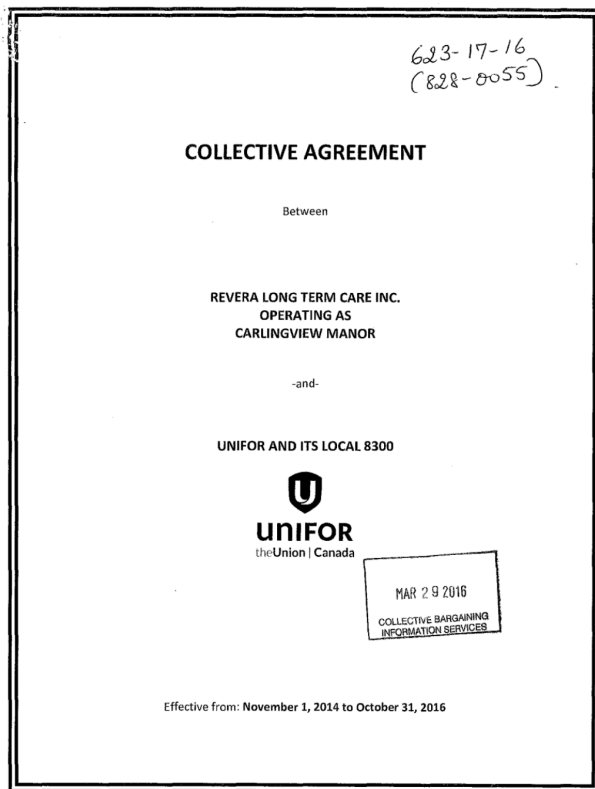 623-17-16
(828-0055)
COLLECTIVE AGREEMENT
Between
REVERA LONG TERM CARE INC.
OPERATING AS
CARLINGVIEW MANOR
-and-
UNIFOR AND ITS LOCAL 8300
UNIFOR
theUnion | Canada
MAR 29 2016
COLLECTIVE BARGAINING
INFORMATION SERVICES
Effective from: November 1, 2014 to October 31, 2016